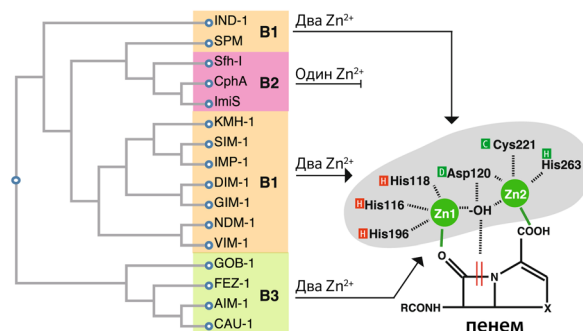 IND-1
SPM
B1
Два Zn²⁺
Sfh-I
CphA
ImiS
B2
Один Zn²⁺
KMH-1
SIM-1
IMP-1
DIM-1
GIM-1
NDM-1
VIM-1
B1
Два Zn²⁺
GOB-1
FEZ-1
AIM-1
CAU-1
B3
Два Zn²⁺
C Cys221
H His263
D Asp120
H His118
H His116
H His196
Zn1
-OH
Zn2
COOH
O
N
RCONH
X
пенем